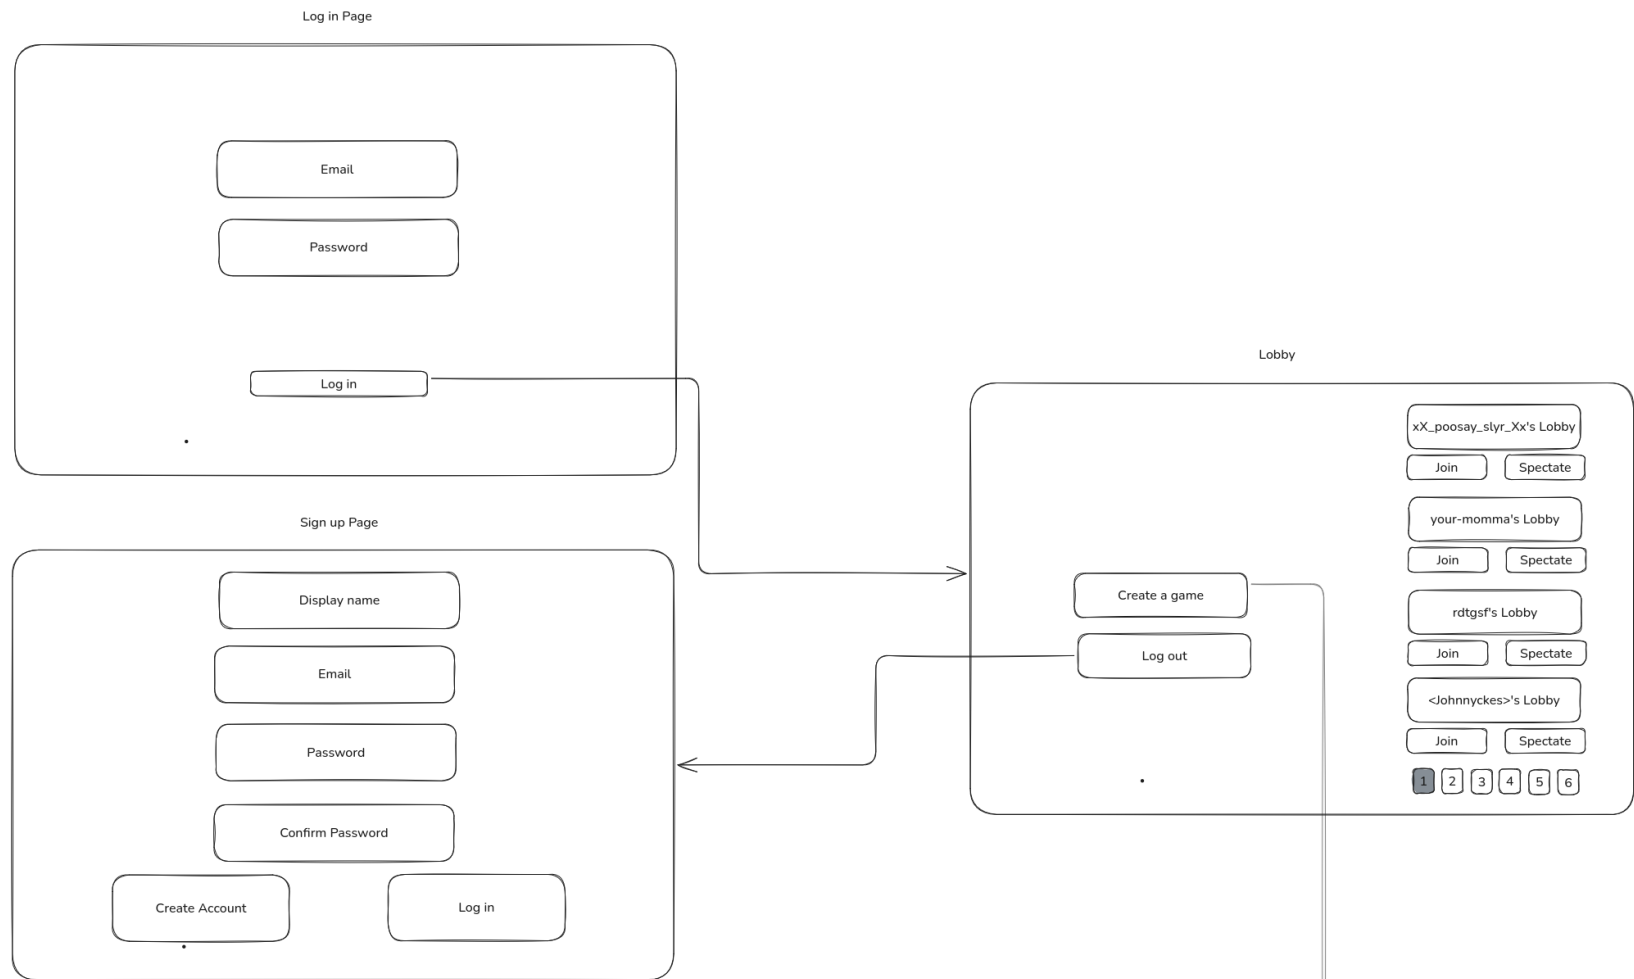 Log in Page
Email
Password
Log in
Sign up Page
Display name
Email
Password
Confirm Password
Create Account
Log in
Lobby
Create a game
Log out
xX_poosay_slyr_Xx's Lobby
Join
Spectate
your-momma's Lobby
Join
Spectate
rdtgsf's Lobby
Join
Spectate
<Johnnyckes>'s Lobby
Join
Spectate
1 2 3 4 5 6